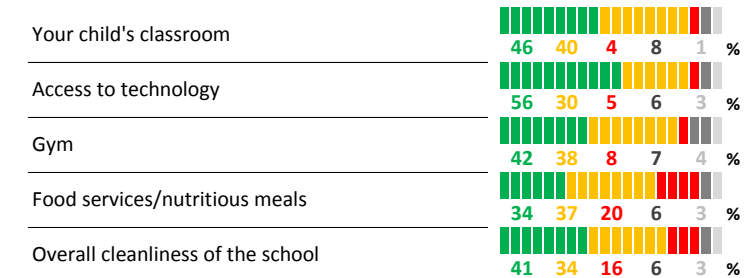 Your child's classroom
46 40 4 8 1 %
Access to technology
56 30 5 6 3 %
Gym
42 38 8 7 4 %
Food services/nutritious meals
34 37 20 6 3 %
Overall cleanliness of the school
41 34 16 6 3 %